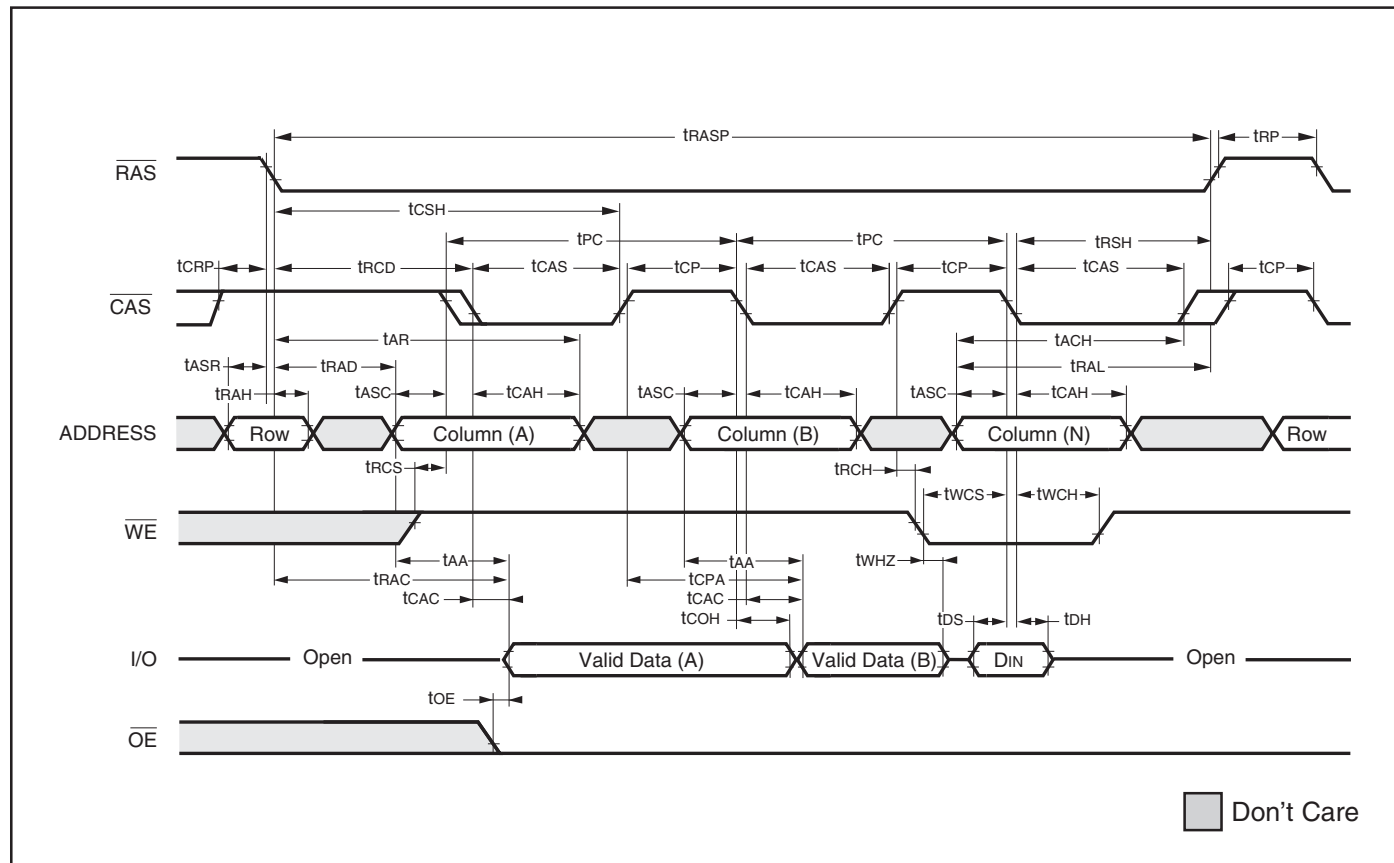 tRASP
tRP
RAS
tCSH
tPC
tPC
tRSH
tCRP
tRCD
tCAS
tCP
tCAS
tCP
tCAS
tCP
CAS
tAR
tACH
tASR
tRAD
tRAL
tRAH
tASC
tCAH
tASC
tCAH
tASC
tCAH
ADDRESS
Row
Column (A)
Column (B)
Column (N)
Row
tRCS
tRCH
tWCS
tWCH
WE
tAA
tAA
tWHZ
tRAC
tCPA
tCAC
tCAC
tCOH
tDS
tDH
I/O
Open
Valid Data (A)
Valid Data (B)
DIN
Open
tOE
OE
Don't Care